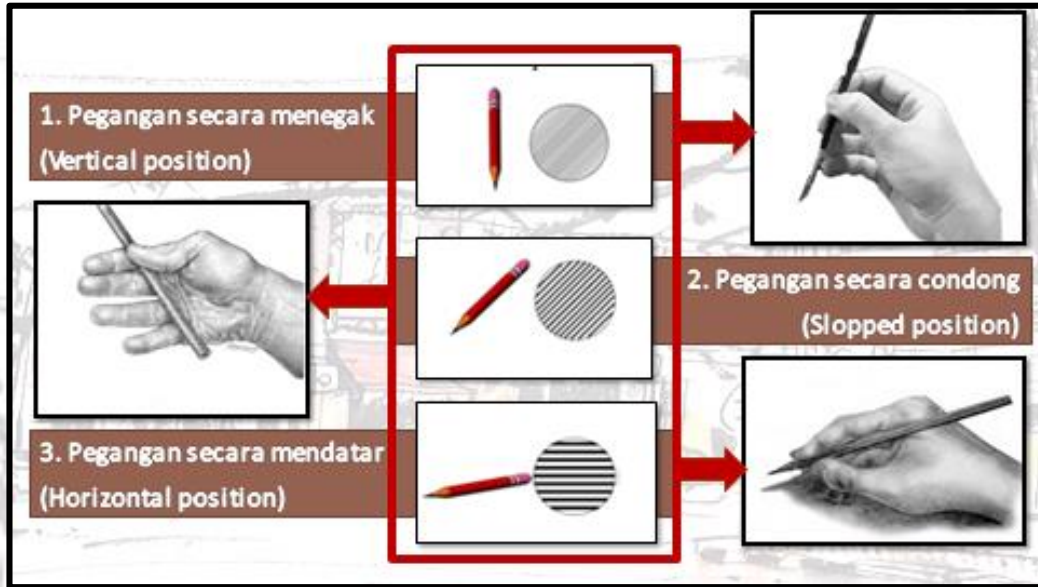 1. Pegangan secara menegak
(Vertical position)
2. Pegangan secara condong
(Slopped position)
3. Pegangan secara mendatar
(Horizontal position)